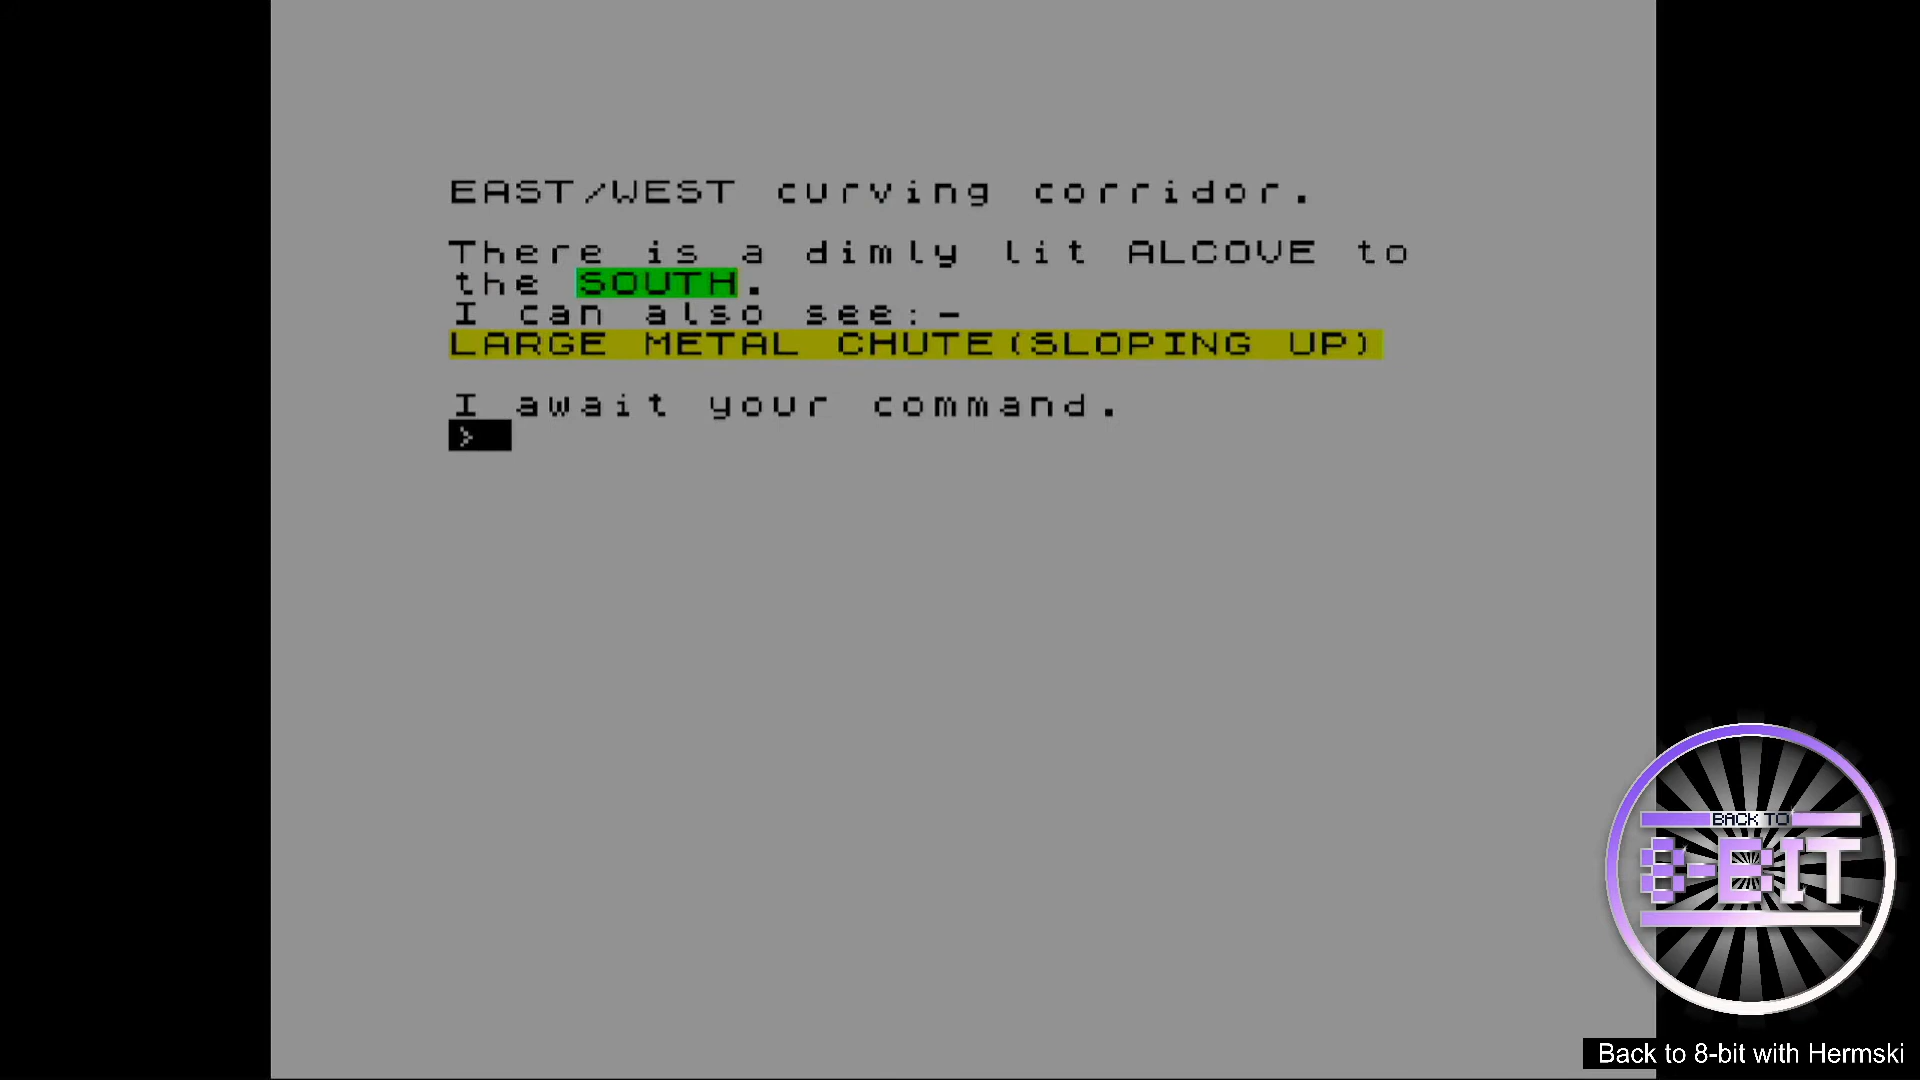 EAST/WEST curving corridor.
There is a dimly lit ALCOVE to
the SOUTH.
I can also see:-
LARGE METAL CHUTE(SLOPING UP)
I await your command.
>
BACK TO
8-BIT
Back to 8-bit with Hermski